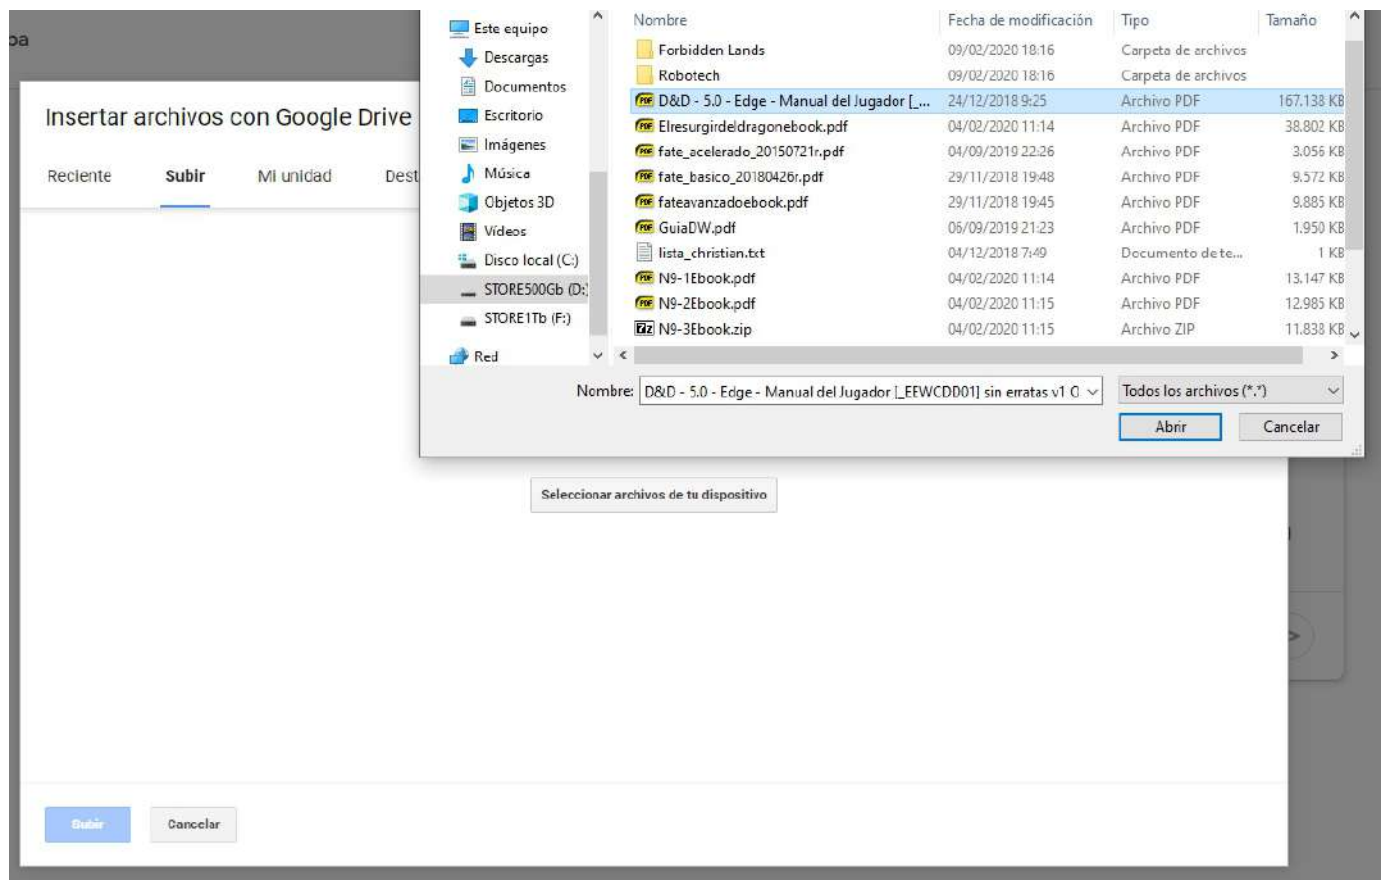 Nombre Fecha de modificación Tipo Tamaño
Este equipo
Descargas
Documentos
Escritorio
Imágenes
Música
Objetos 3D
Vídeos
Disco local (C:)
STORE500Gb (D:)
STORE1Tb (F:)
Red
Forbidden Lands 09/02/2020 18:16 Carpeta de archivos
Robotech 09/02/2020 18:16 Carpeta de archivos
D&D - 5.0 - Edge - Manual del Jugador [_... 24/12/2018 9:25 Archivo PDF 167.138 KB
Elresurgirdeldragonebook.pdf 04/02/2020 11:14 Archivo PDF 38.802 KB
fate_acelerado_20150721r.pdf 04/09/2019 22:26 Archivo PDF 3.056 KB
fate_basico_20180426r.pdf 29/11/2018 19:48 Archivo PDF 9.572 KB
fateavanzadoebook.pdf 29/11/2018 19:45 Archivo PDF 9.885 KB
GuiaDW.pdf 06/09/2019 21:23 Archivo PDF 1.950 KB
lista_christian.txt 04/12/2018 7:49 Documento de te... 1 KB
N9-1Ebook.pdf 04/02/2020 11:14 Archivo PDF 13.147 KB
N9-2Ebook.pdf 04/02/2020 11:15 Archivo PDF 12.985 KB
N9-3Ebook.zip 04/02/2020 11:15 Archivo ZIP 11.838 KB
Nombre: D&D - 5.0 - Edge - Manual del Jugador [_EEWCDD01] sin erratas v1 Todos los archivos (*.*)
Abrir Cancelar
Insertar archivos con Google Drive
Reciente Subir Mi unidad Dest
Seleccionar archivos de tu dispositivo
Subir Cancelar